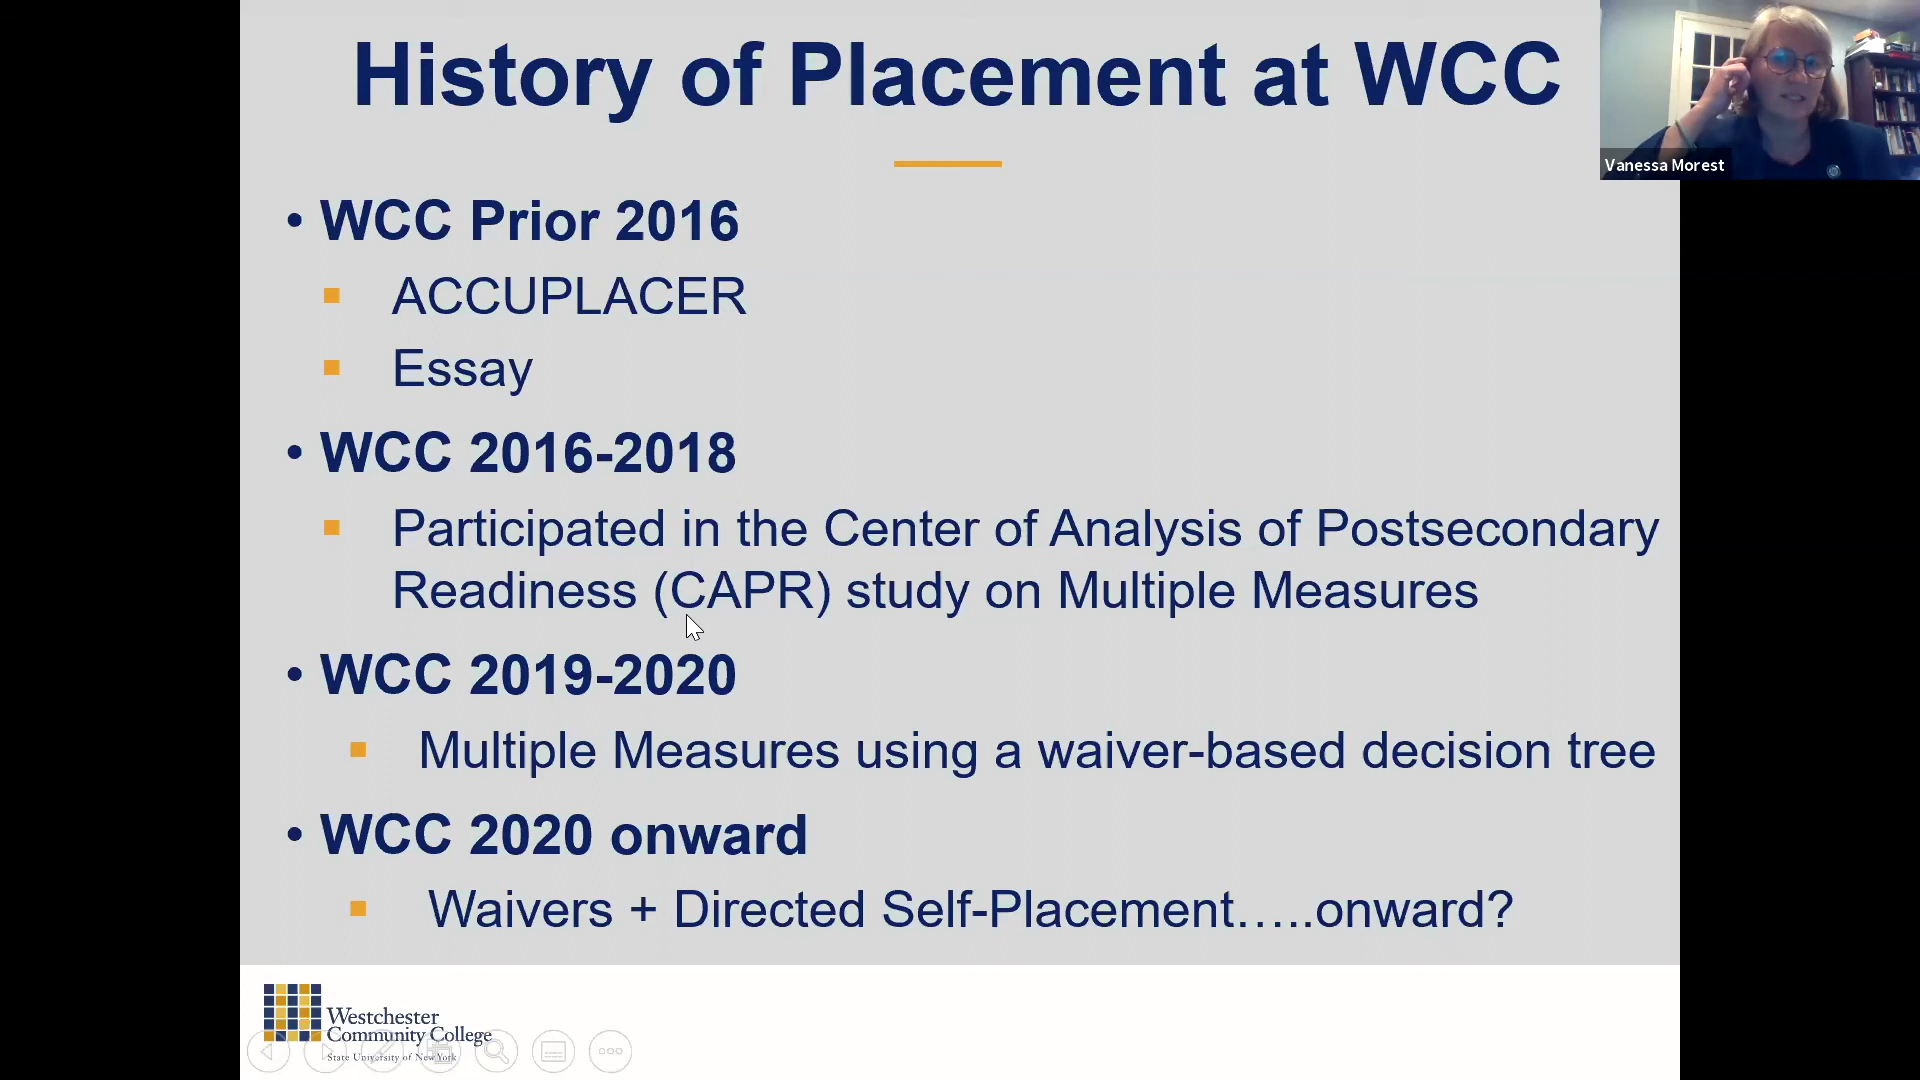 History of Placement at WCC
Vanessa Morest
• WCC Prior 2016
ACCUPLACER
Essay
• WCC 2016-2018
Participated in the Center of Analysis of Postsecondary
Readiness (CAPR) study on Multiple Measures
• WCC 2019-2020
Multiple Measures using a waiver-based decision tree
• WCC 2020 onward
Waivers + Directed Self-Placement…..onward?
Westchester
Community College
State University of New York